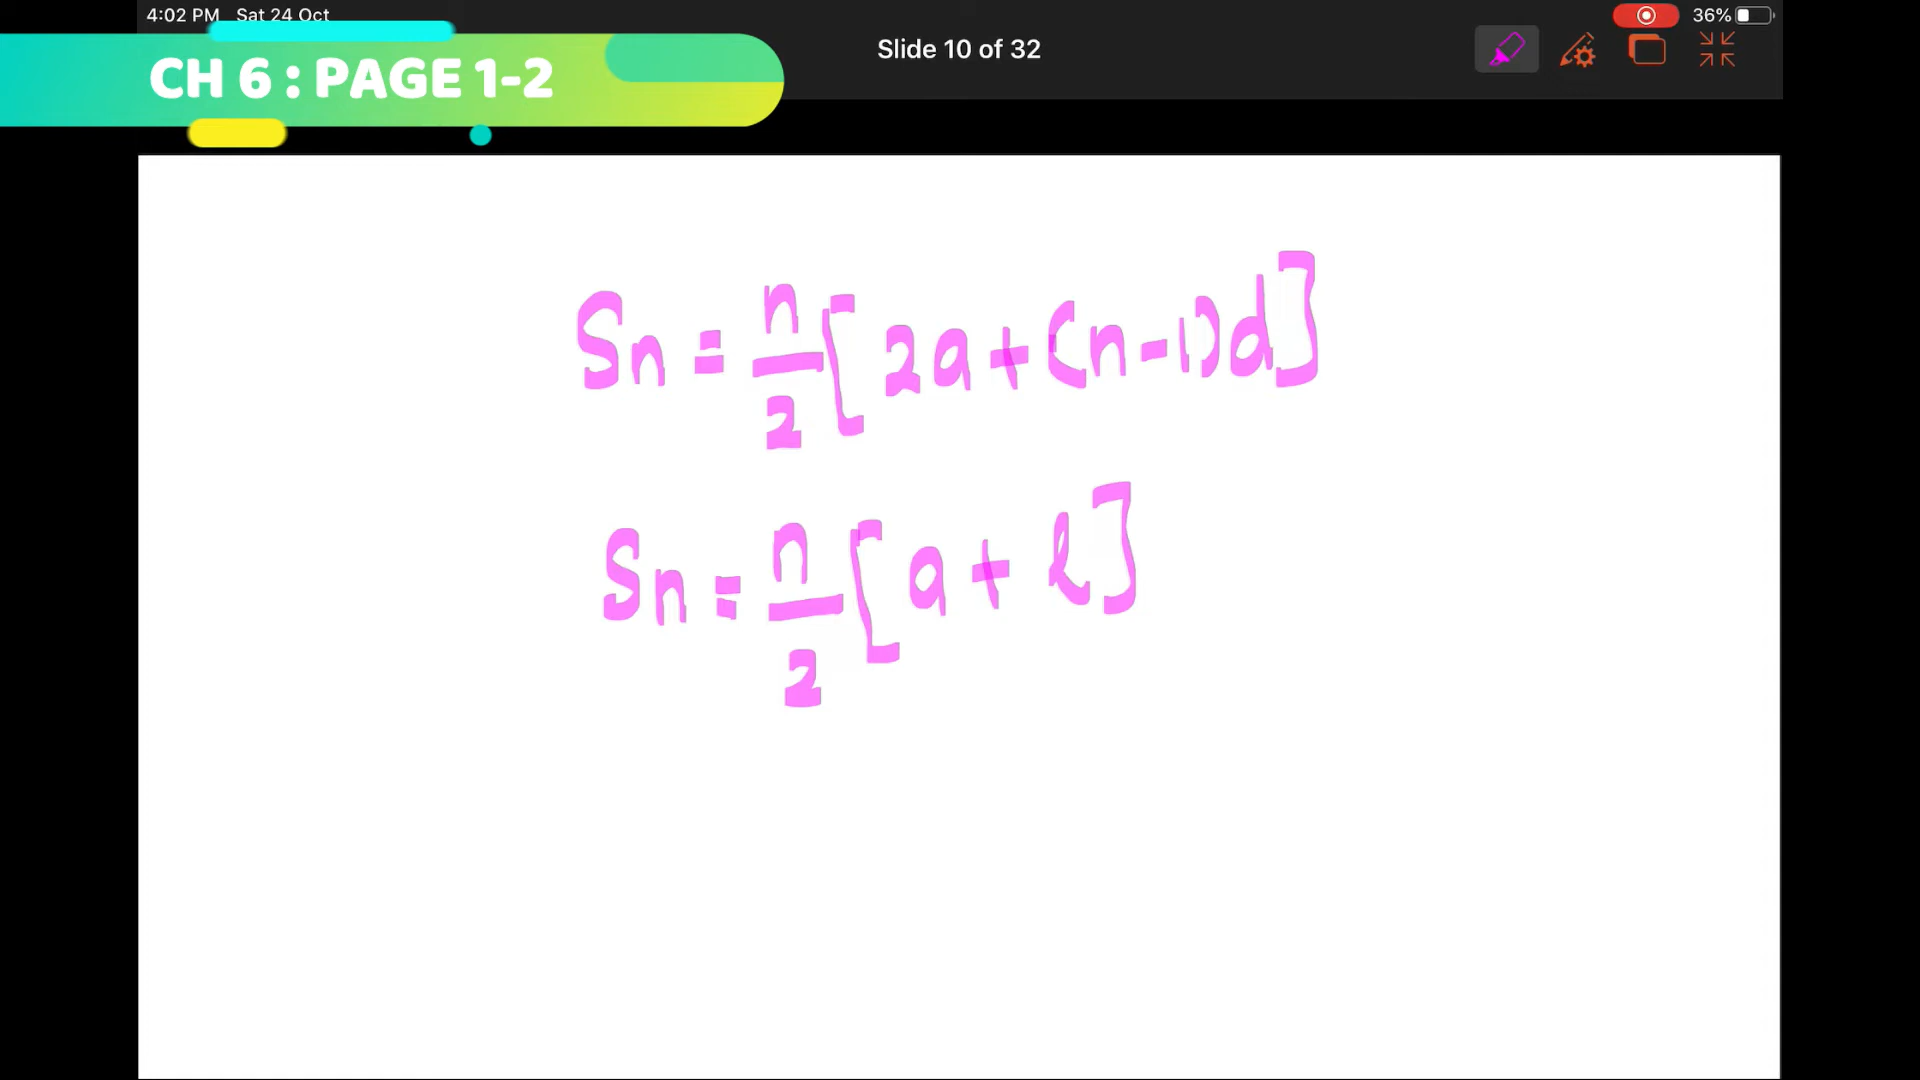 4:02 PM Sat 24 Oct
36%
Slide 10 of 32
CH 6 : PAGE 1-2
Sn = n/2 [ 2a + (n-1)d ]
Sn = n/2 [ a + l ]